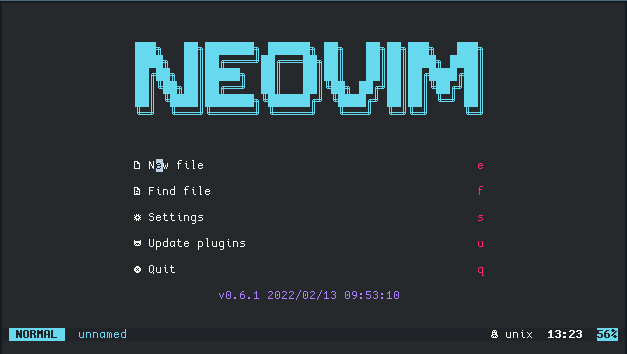 NEOVIM
New file e
Find file f
Settings s
Update plugins u
Quit q
v0.6.1 2022/02/13 09:53:10
NORMAL unnamed unix 13:23 56%